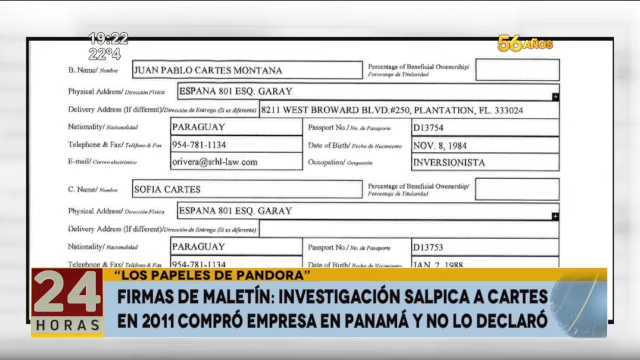 19:22
22°4
56 AÑOS
B. Name/ Nombre JUAN PABLO CARTES MONTANA Percentage of Beneficial Ownership/
Porcentaje de Titularidad
Physical Address/ Dirección Física ESPANA 801 ESQ. GARAY
Delivery Address (If different)/ Dirección de Entrega (Si es diferente) 8211 WEST BROWARD BLVD.#250, PLANTATION, FL. 333024
Nationality/ Nacionalidad PARAGUAY Passport No./ No. de Pasaporte D13754
Telephone & Fax/ Teléfono & Fax 954-781-1134 Date of Birth/ Fecha de Nacimiento NOV. 8, 1984
E-mail/ Correo electrónico orivera@srhl-law.com Occupation/ Ocupación INVERSIONISTA
C. Name/ Nombre SOFIA CARTES Percentage of Beneficial Ownership/
Porcentaje de Titularidad
Physical Address/ Dirección Física ESPANA 801 ESQ. GARAY
Delivery Address (If different)/ Dirección de Entrega (Si es diferente)
Nationality/ Nacionalidad PARAGUAY Passport No./ No. de Pasaporte D13753
Telephone & Fax/ Teléfono & Fax 954-781-1134 Date of Birth/ Fecha de Nacimiento JAN. 2, 1988
"LOS PAPELES DE PANDORA"
24
HORAS
FIRMAS DE MALETÍN: INVESTIGACIÓN SALPICA A CARTES
EN 2011 COMPRÓ EMPRESA EN PANAMÁ Y NO LO DECLARÓ